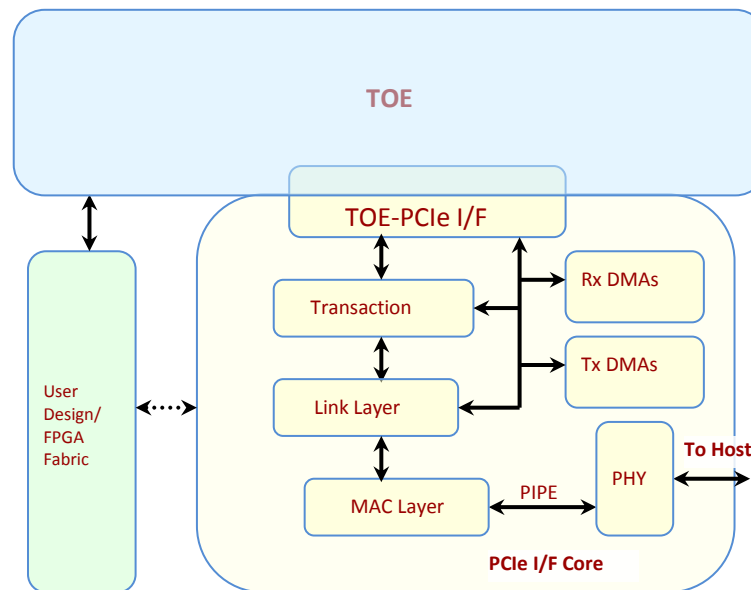 TOE
TOE-PCIe I/F
Rx DMAs
Transaction
Tx DMAs
User
Design/
FPGA
Fabric
Link Layer
To Host
PHY
PIPE
MAC Layer
PCIe I/F Core